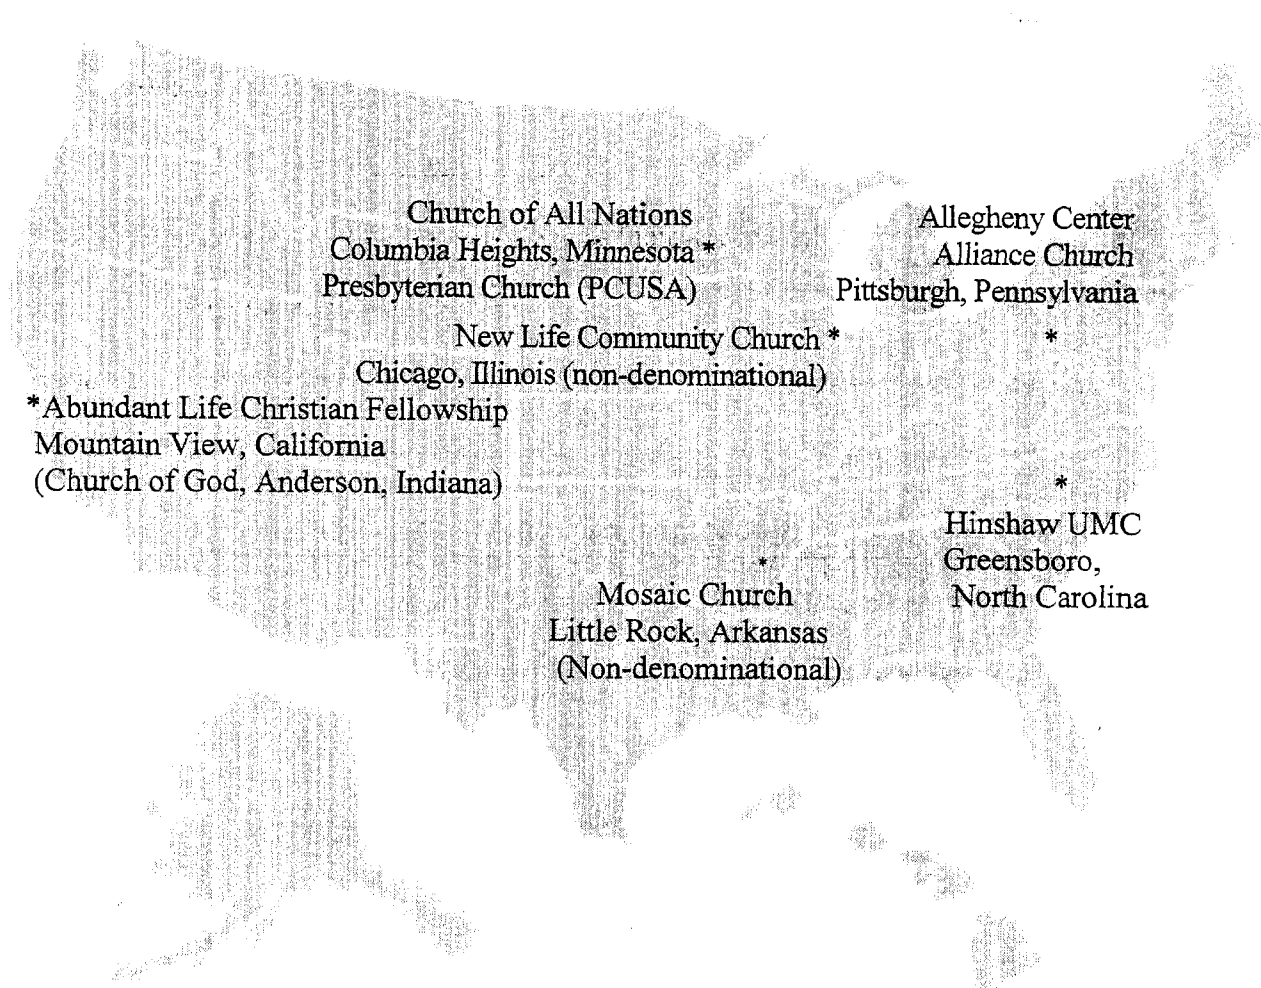 Church of All Nations
Columbia Heights, Minnesota *
Presbyterian Church (PCUSA)
Allegheny Center
Alliance Church
Pittsburgh, Pennsylvania
*
New Life Community Church *
Chicago, Illinois (non-denominational)
*Abundant Life Christian Fellowship
Mountain View, California
(Church of God, Anderson, Indiana)
*
Hinshaw UMC
Greensboro,
North Carolina
*
Mosaic Church
Little Rock, Arkansas
(Non-denominational)